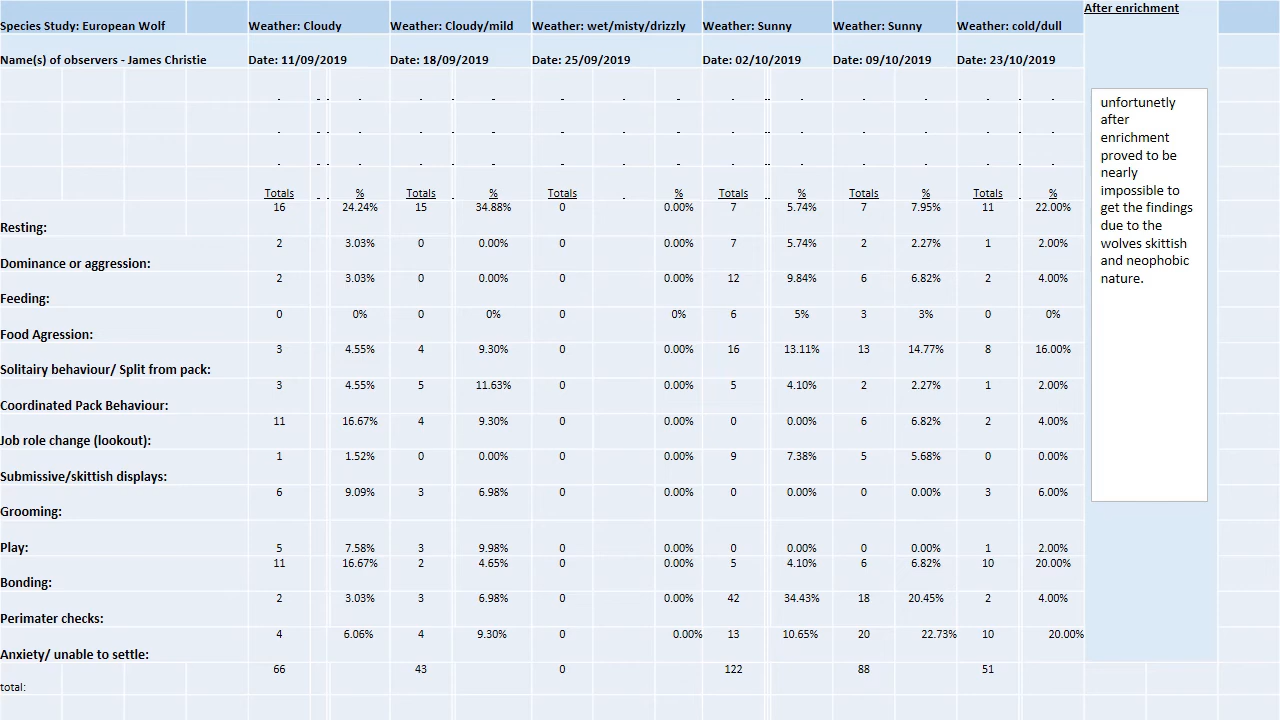 After enrichment
Species Study: European Wolf Weather: Cloudy Weather: Cloudy/mild Weather: wet/misty/drizzly Weather: Sunny Weather: Sunny Weather: cold/dull
Name(s) of observers - James Christie Date: 11/09/2019 Date: 18/09/2019 Date: 25/09/2019 Date: 02/10/2019 Date: 09/10/2019 Date: 23/10/2019
unfortunetly
after
enrichment
proved to be
nearly
impossible to
get the findings
due to the
wolves skittish
and neophobic
nature.
Totals % Totals % Totals % Totals % Totals % Totals %
16 24.24% 15 34.88% 0 0.00% 7 5.74% 7 7.95% 11 22.00%
Resting:
2 3.03% 0 0.00% 0 0.00% 7 5.74% 2 2.27% 1 2.00%
Dominance or aggression:
2 3.03% 0 0.00% 0 0.00% 12 9.84% 6 6.82% 2 4.00%
Feeding:
0 0% 0 0% 0 0% 6 5% 3 3% 0 0%
Food Agression:
3 4.55% 4 9.30% 0 0.00% 16 13.11% 13 14.77% 8 16.00%
Solitairy behaviour/ Split from pack:
3 4.55% 5 11.63% 0 0.00% 5 4.10% 2 2.27% 1 2.00%
Coordinated Pack Behaviour:
11 16.67% 4 9.30% 0 0.00% 0 0.00% 6 6.82% 2 4.00%
Job role change (lookout):
1 1.52% 0 0.00% 0 0.00% 9 7.38% 5 5.68% 0 0.00%
Submissive/skittish displays:
6 9.09% 3 6.98% 0 0.00% 0 0.00% 0 0.00% 3 6.00%
Grooming:
Play: 5 7.58% 3 9.98% 0 0.00% 0 0.00% 0 0.00% 1 2.00%
11 16.67% 2 4.65% 0 0.00% 5 4.10% 6 6.82% 10 20.00%
Bonding:
2 3.03% 3 6.98% 0 0.00% 42 34.43% 18 20.45% 2 4.00%
Perimater checks:
4 6.06% 4 9.30% 0 0.00% 13 10.65% 20 22.73% 10 20.00%
Anxiety/ unable to settle:
66 43 0 122 88 51
total: